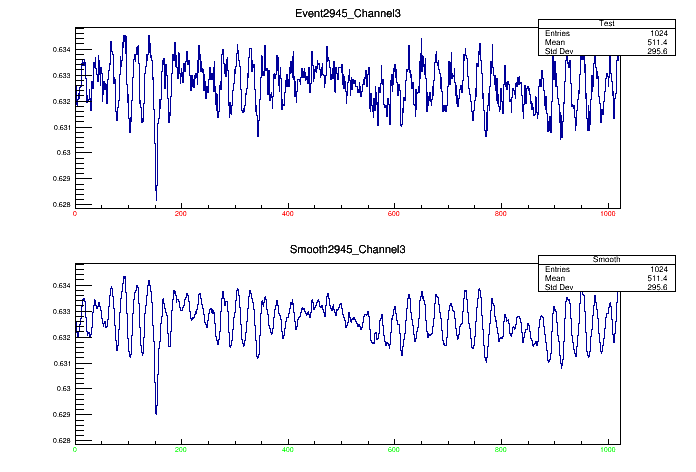 Event2945_Channel3
Test
Entries 1024
Mean 511.4
Std Dev 295.6
0.634
0.633
0.632
0.631
0.63
0.629
0.628
0 200 400 600 800 1000
Smooth2945_Channel3
Smooth
Entries 1024
Mean 511.4
Std Dev 295.6
0.634
0.633
0.632
0.631
0.63
0.629
0.628
0 200 400 600 800 1000